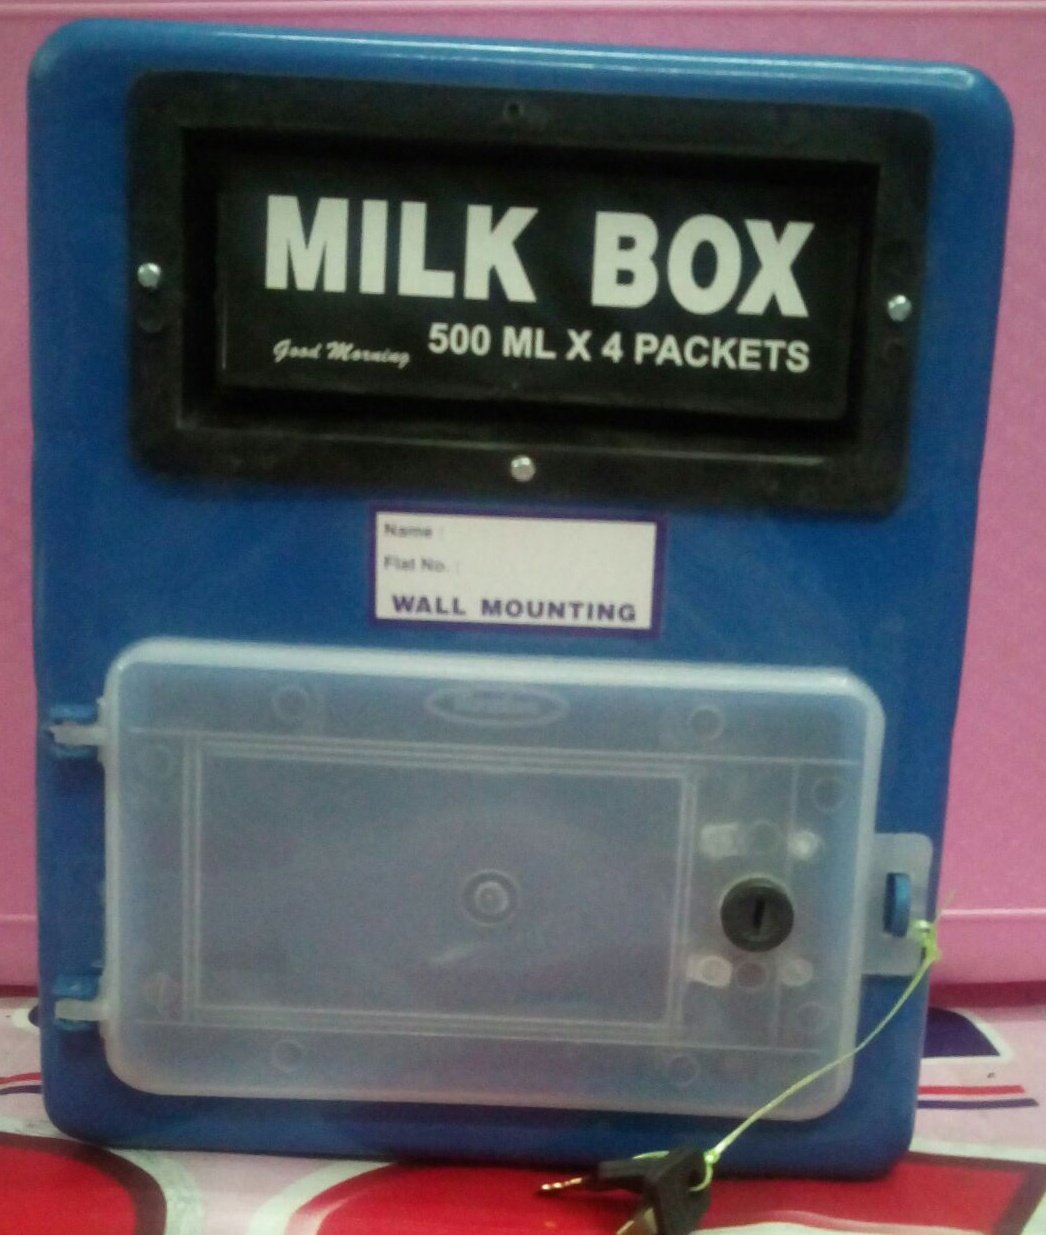 MILK BOX
Good Morning 500 ML X 4 PACKETS
Name :
Flat No. :
WALL MOUNTING